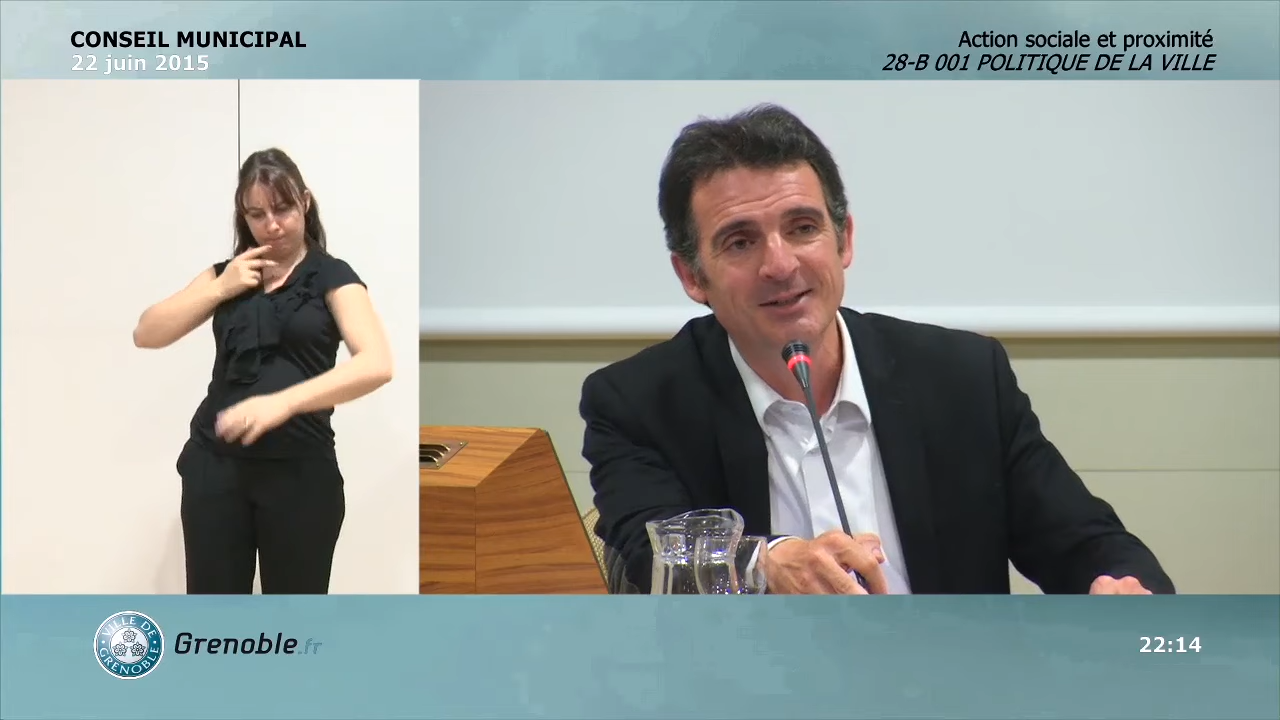 CONSEIL MUNICIPAL
22 juin 2015
Action sociale et proximité
28-B 001 POLITIQUE DE LA VILLE
VILLE DE
GRENOBLE
Grenoble.fr
22:14